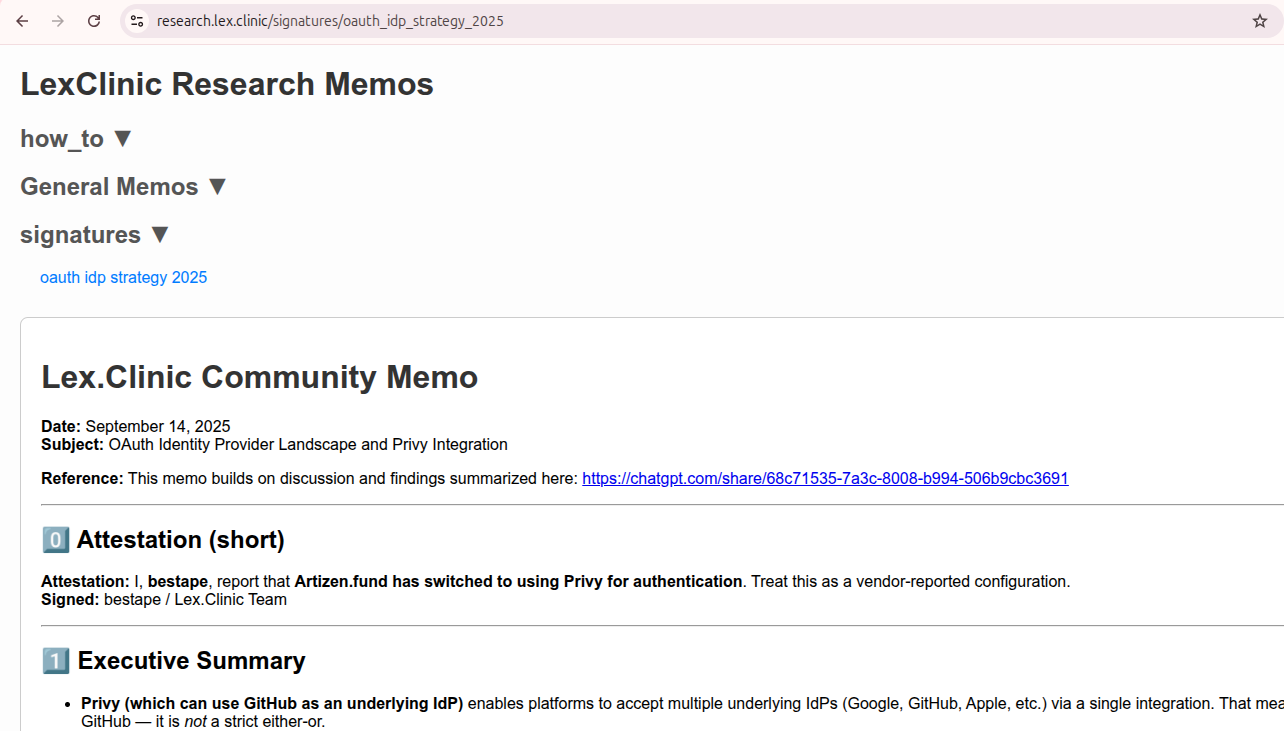 research.lex.clinic/signatures/oauth_idp_strategy_2025
LexClinic Research Memos
how_to ▼
General Memos ▼
signatures ▼
oauth idp strategy 2025
Lex.Clinic Community Memo
Date: September 14, 2025
Subject: OAuth Identity Provider Landscape and Privy Integration
Reference: This memo builds on discussion and findings summarized here: https://chatgpt.com/share/68c71535-7a3c-8008-b994-506b9cbc3691
0️⃣ Attestation (short)
Attestation: I, bestape, report that Artizen.fund has switched to using Privy for authentication. Treat this as a vendor-reported configuration.
Signed: bestape / Lex.Clinic Team
1️⃣ Executive Summary
• Privy (which can use GitHub as an underlying IdP) enables platforms to accept multiple underlying IdPs (Google, GitHub, Apple, etc.) via a single integration. That mea
GitHub — it is not a strict either-or.